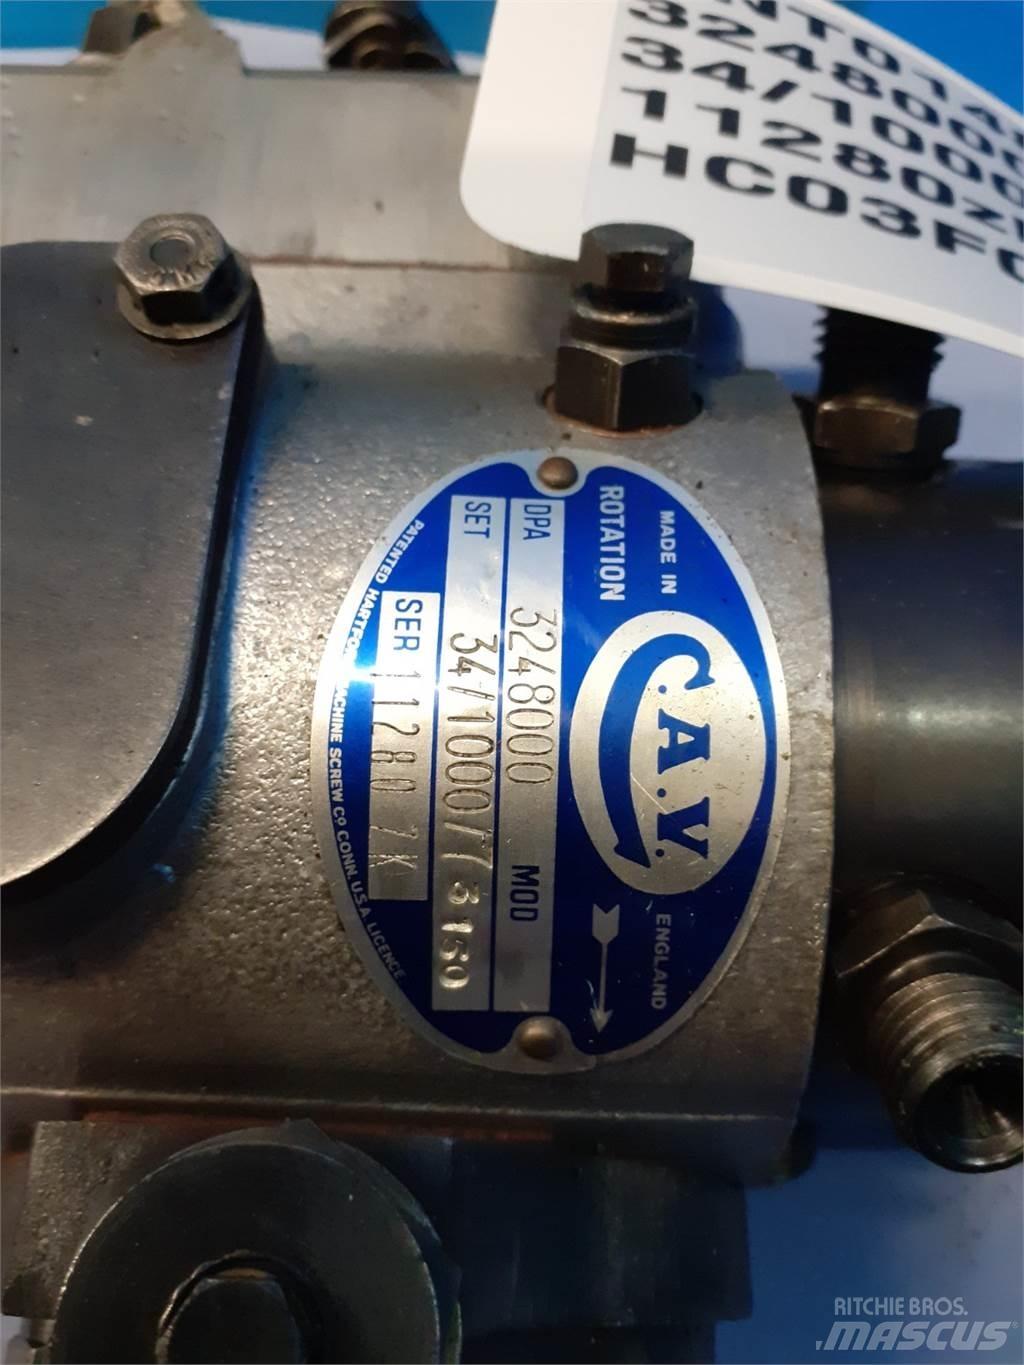 NT014
3248000
34/1000
11280Z
HC03F
MADE IN
C.A.V.
ENGLAND
ROTATION
DPA 3248000 MOD
SET 34/1000/7/3150
SER 11280 ZK
PATENTED HARTFORD MACHINE SCREW Co CONN. U.S.A LICENCE
RITCHIE BROS.
MASCUS